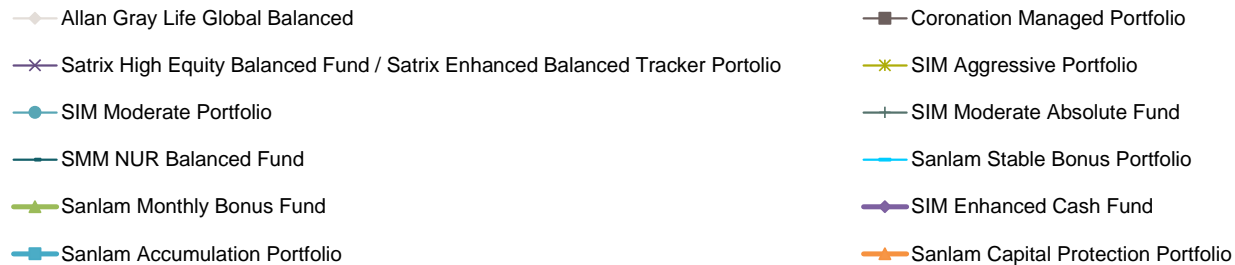 Allan Gray Life Global Balanced
Coronation Managed Portfolio
Satrix High Equity Balanced Fund / Satrix Enhanced Balanced Tracker Portolio
SIM Aggressive Portfolio
SIM Moderate Portfolio
SIM Moderate Absolute Fund
SMM NUR Balanced Fund
Sanlam Stable Bonus Portfolio
Sanlam Monthly Bonus Fund
SIM Enhanced Cash Fund
Sanlam Accumulation Portfolio
Sanlam Capital Protection Portfolio